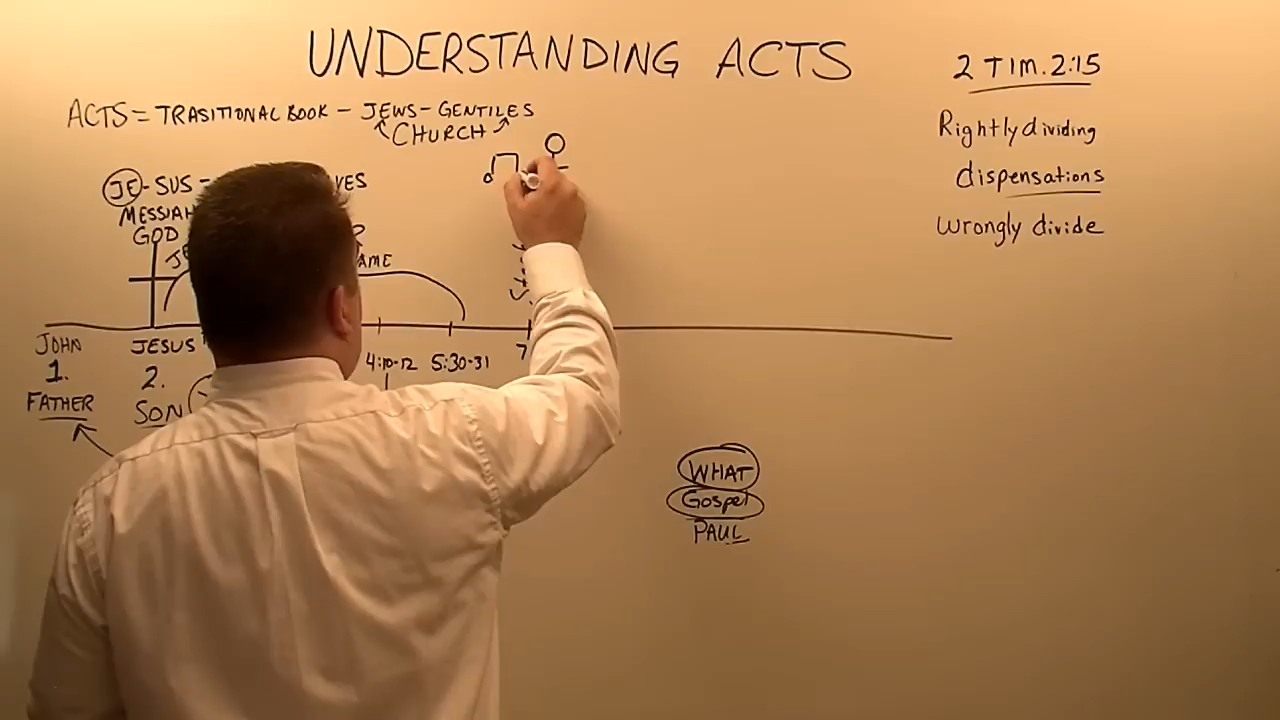 UNDERSTANDING ACTS
2 TIM. 2:15
ACTS = TRASITIONAL BOOK - JEWS - GENTILES
CHURCH
Rightly dividing
dispensations
wrongly divide
JE-SUS -
MESSIAH
GOD
JOHN
JESUS
4:10-12
5:30-31
7
1.
2.
FATHER
SON
WHAT
Gospel
PAUL